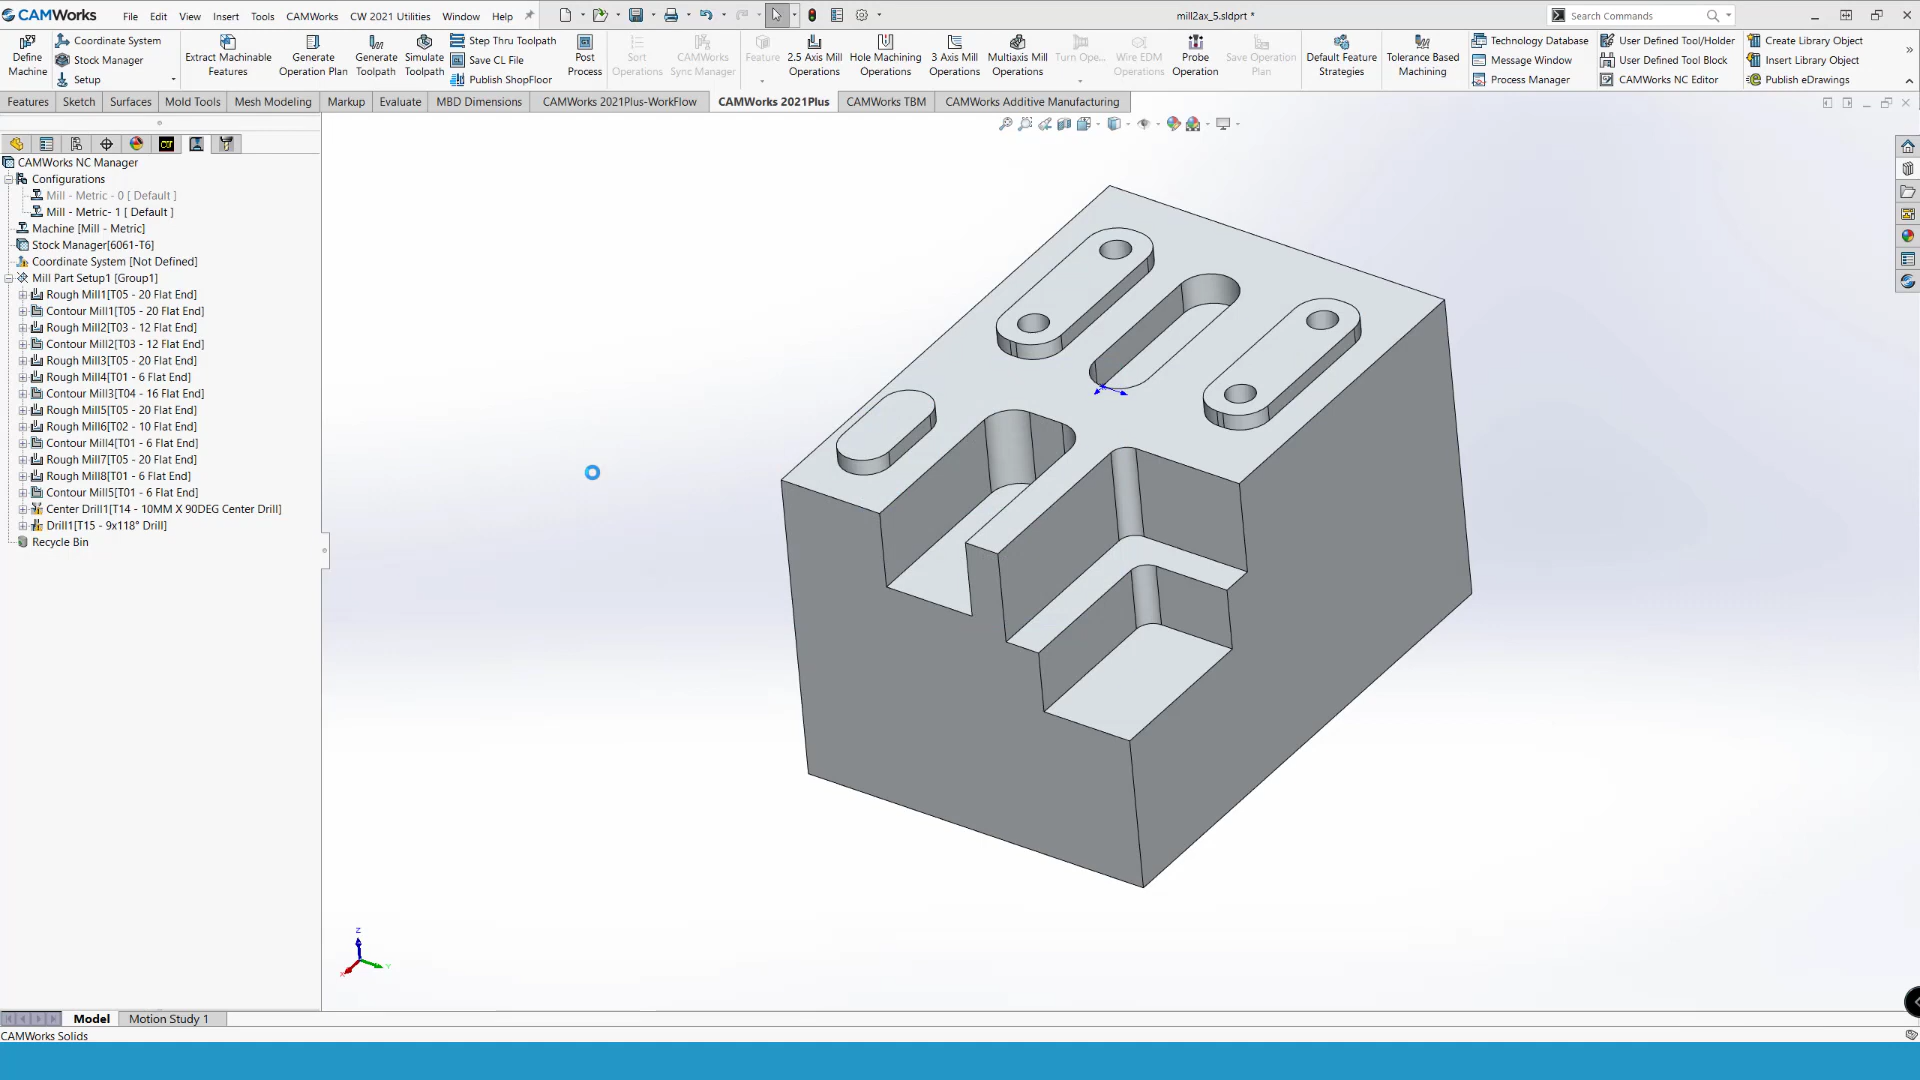 CAMWorks File Edit View Insert Tools CAMWorks CW 2021 Utilities Window Help mill2ax_5.sldprt * Search Commands
Define Machine
Coordinate System
Stock Manager
Setup
Extract Machinable Features
Generate Operation Plan
Generate Toolpath
Simulate Toolpath
Step Thru Toolpath
Save CL File
Publish ShopFloor
Post Process
Sort Operations
CAMWorks Sync Manager
Feature
2.5 Axis Mill Operations
Hole Machining Operations
3 Axis Mill Operations
Multiaxis Mill Operations
Turn Ope...
Wire EDM Operations
Probe Operation
Save Operation Plan
Default Feature Strategies
Tolerance Based Machining
Technology Database
Message Window
Process Manager
User Defined Tool/Holder
User Defined Tool Block
CAMWorks NC Editor
Create Library Object
Insert Library Object
Publish eDrawings
Features Sketch Surfaces Mold Tools Mesh Modeling Markup Evaluate MBD Dimensions CAMWorks 2021Plus-WorkFlow CAMWorks 2021Plus CAMWorks TBM CAMWorks Additive Manufacturing
CAMWorks NC Manager
Configurations
Mill - Metric - 0 [ Default ]
Mill - Metric- 1 [ Default ]
Machine [Mill - Metric]
Stock Manager[6061-T6]
Coordinate System [Not Defined]
Mill Part Setup1 [Group1]
Rough Mill1[T05 - 20 Flat End]
Contour Mill1[T05 - 20 Flat End]
Rough Mill2[T03 - 12 Flat End]
Contour Mill2[T03 - 12 Flat End]
Rough Mill3[T05 - 20 Flat End]
Rough Mill4[T01 - 6 Flat End]
Contour Mill3[T04 - 16 Flat End]
Rough Mill5[T05 - 20 Flat End]
Rough Mill6[T02 - 10 Flat End]
Contour Mill4[T01 - 6 Flat End]
Rough Mill7[T05 - 20 Flat End]
Rough Mill8[T01 - 6 Flat End]
Contour Mill5[T01 - 6 Flat End]
Center Drill1[T14 - 10MM X 90DEG Center Drill]
Drill1[T15 - 9x118° Drill]
Recycle Bin
Z
X
Y
Model Motion Study 1
CAMWorks Solids